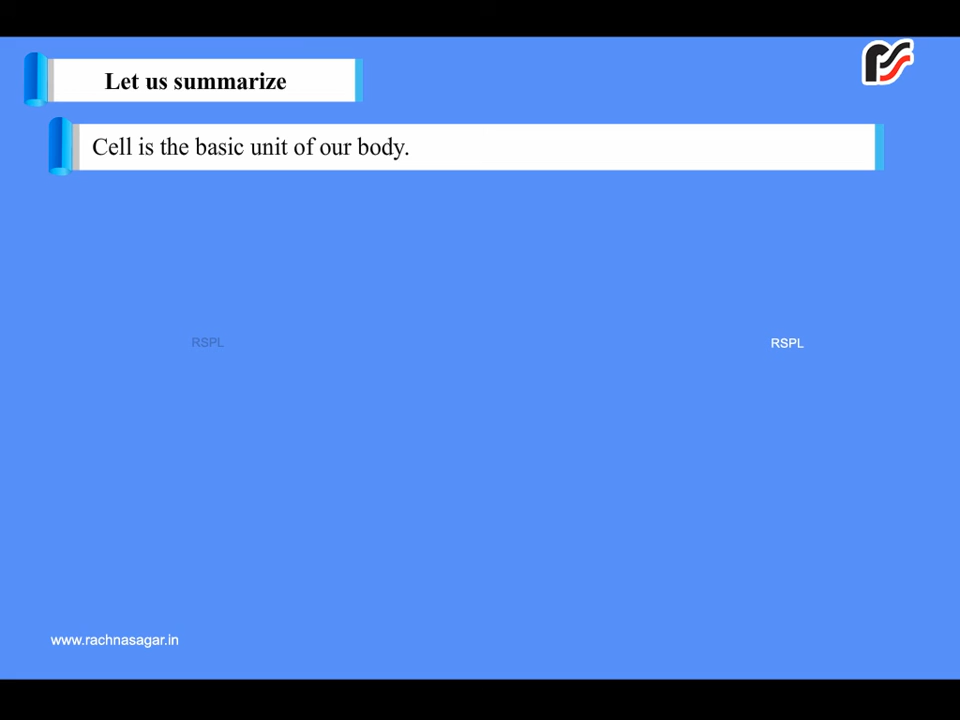 Let us summarize
Cell is the basic unit of our body.
RSPL
RSPL
www.rachnasagar.in